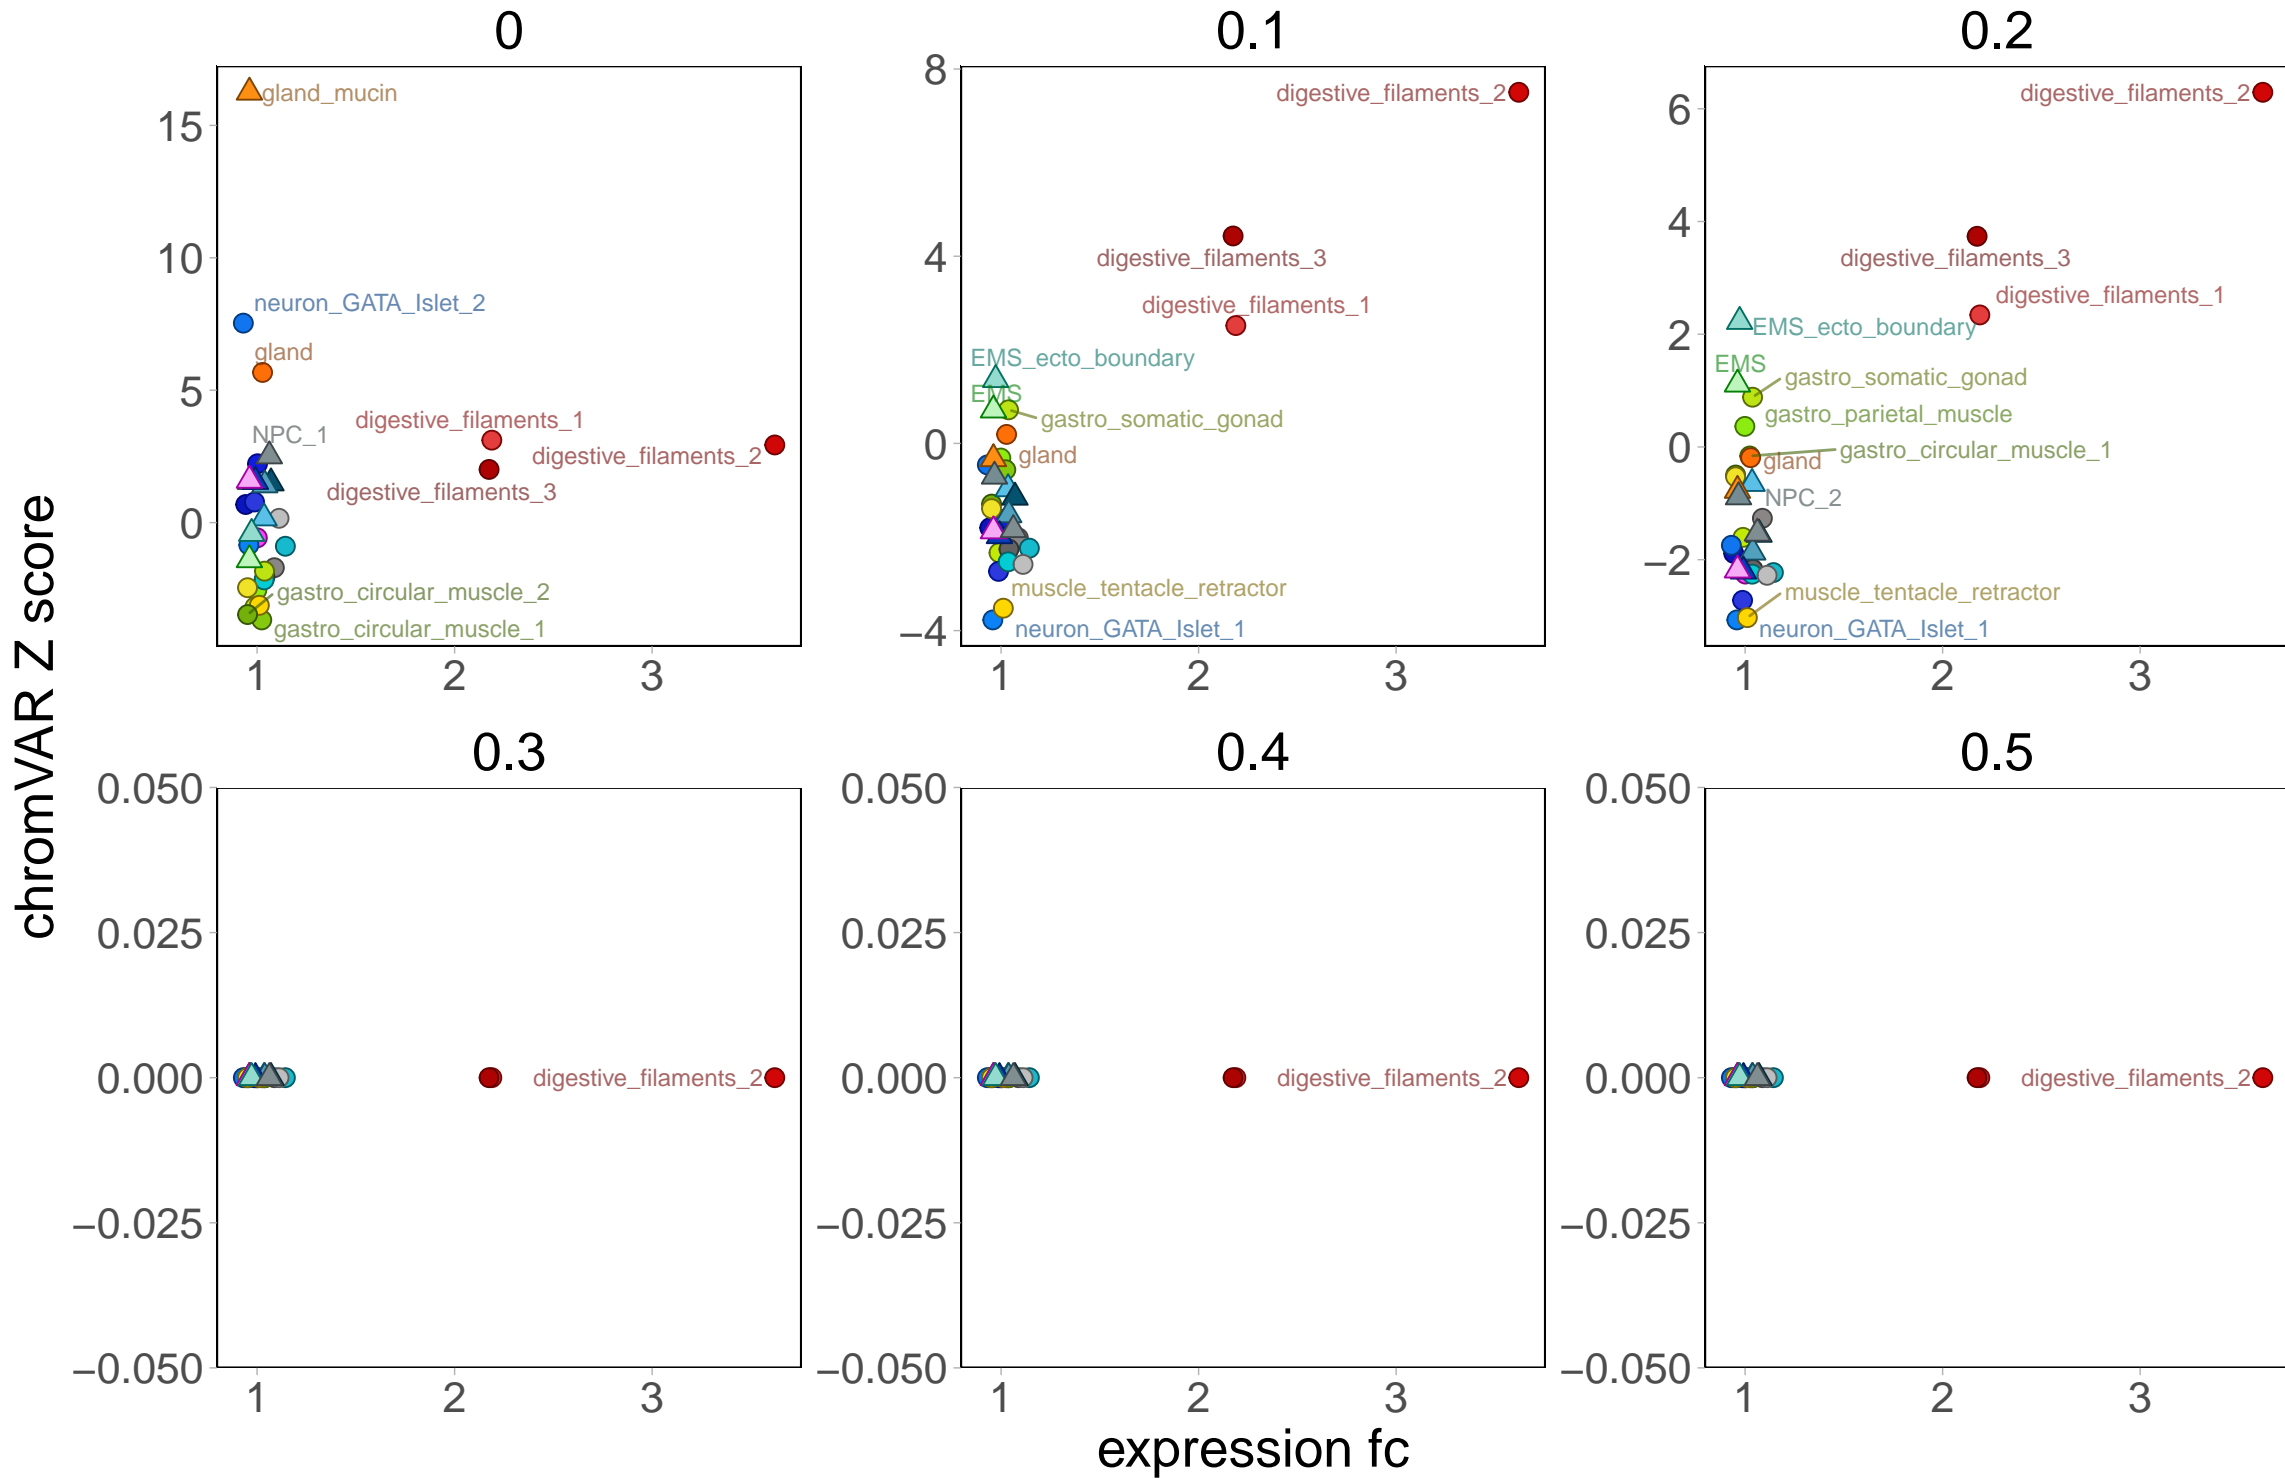 0
0.1
0.2
15
10
5
0
gland_mucin
neuron_GATA_Islet_2
gland
digestive_filaments_1
NPC_1
digestive_filaments_2
digestive_filaments_3
gastro_circular_muscle_2
gastro_circular_muscle_1
1
2
3
8
4
0
−4
digestive_filaments_2
digestive_filaments_3
digestive_filaments_1
EMS_ecto_boundary
EMS
gastro_somatic_gonad
gland
muscle_tentacle_retractor
neuron_GATA_Islet_1
1
2
3
6
4
2
0
−2
digestive_filaments_2
digestive_filaments_3
digestive_filaments_1
EMS_ecto_boundary
EMS
gastro_somatic_gonad
gastro_parietal_muscle
gastro_circular_muscle_1
gland
NPC_2
muscle_tentacle_retractor
neuron_GATA_Islet_1
1
2
3
chromVAR Z score
0.3
0.4
0.5
0.050
0.025
0.000
−0.025
−0.050
digestive_filaments_2
1
2
3
0.050
0.025
0.000
−0.025
−0.050
digestive_filaments_2
1
2
3
0.050
0.025
0.000
−0.025
−0.050
digestive_filaments_2
1
2
3
expression fc